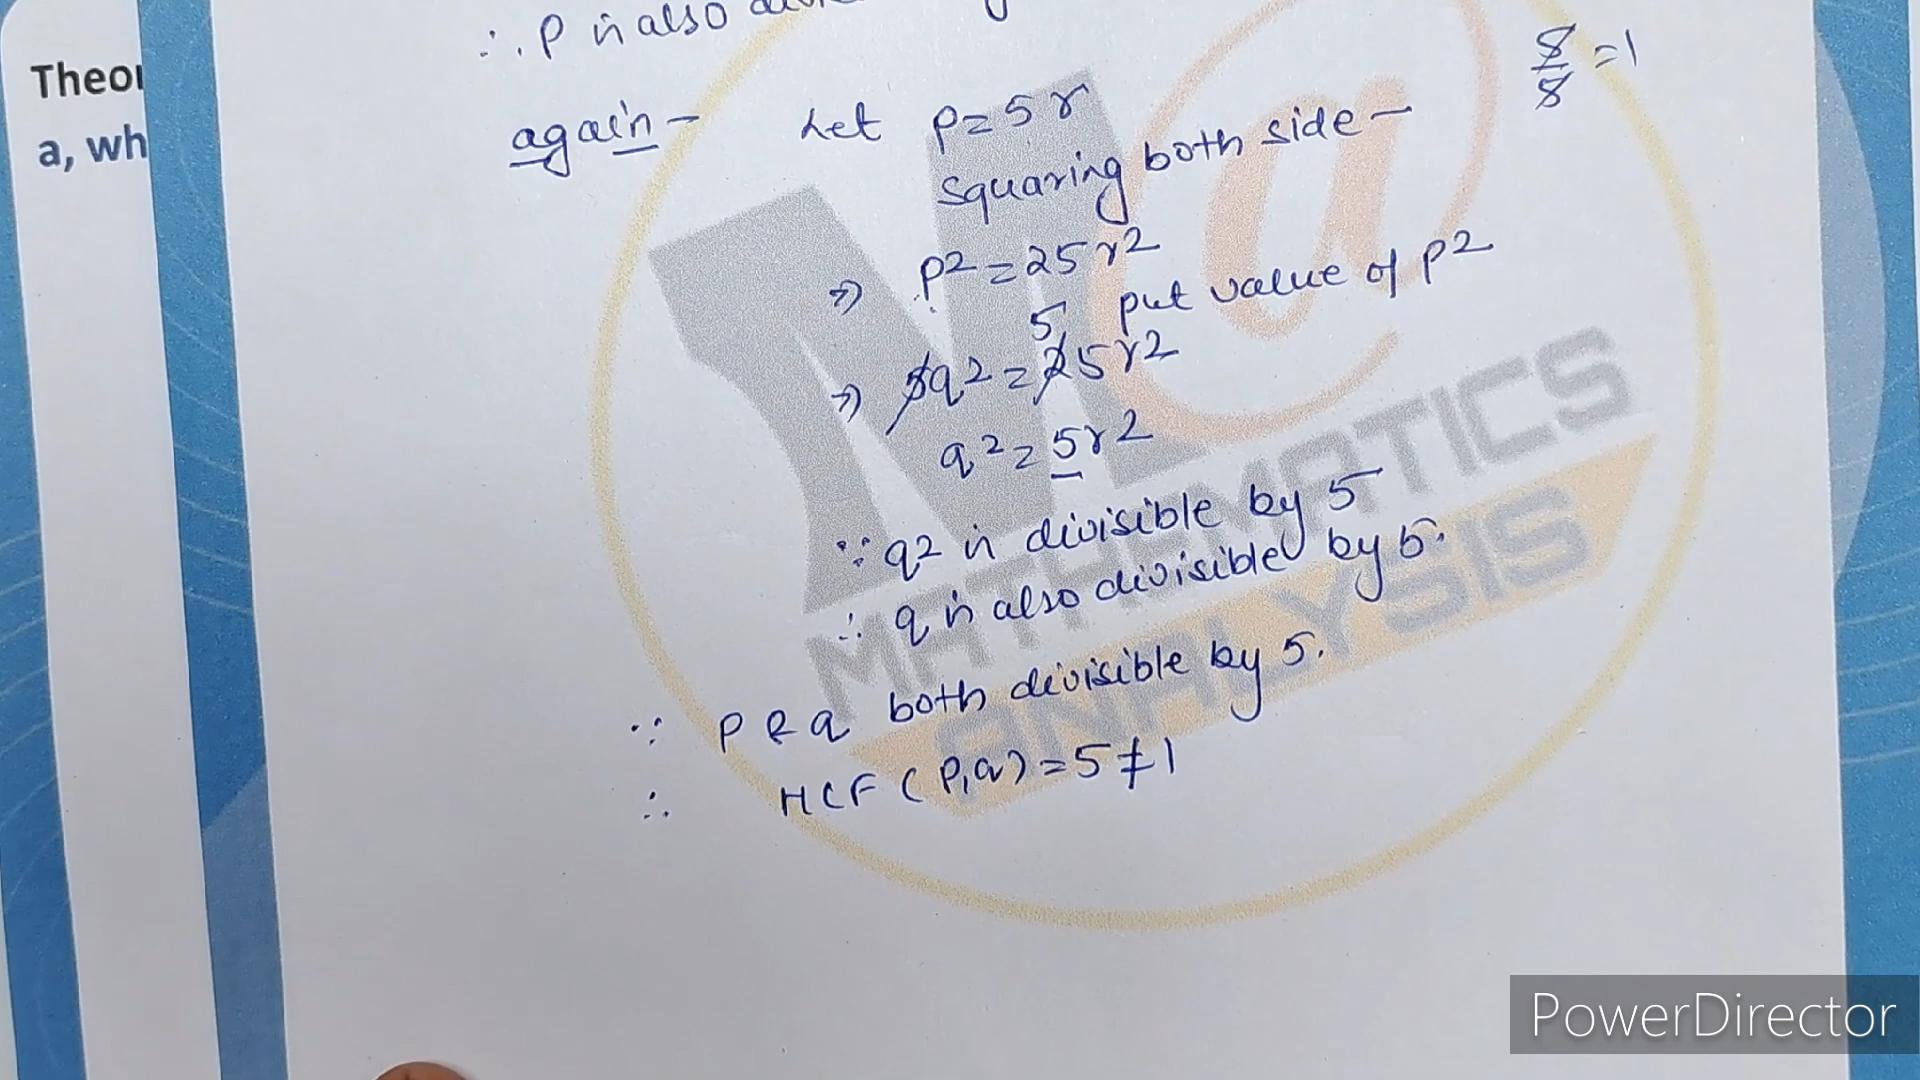 Theor
a, wh
∴ P is also
8/8 = 1
again – Let P = 5r
squaring both side –
⇒ p2 = 25r2
put value of p2
5
⇒ 5q2 = 25r2
q2 = 5r2
∵ q2 is divisible by 5
∴ q is also divisible by 5.
∵ P & q both divisible by 5.
∴ HCF (P,q) = 5 ≠ 1
M@
MATHEMATICS
ANALYSIS
PowerDirector